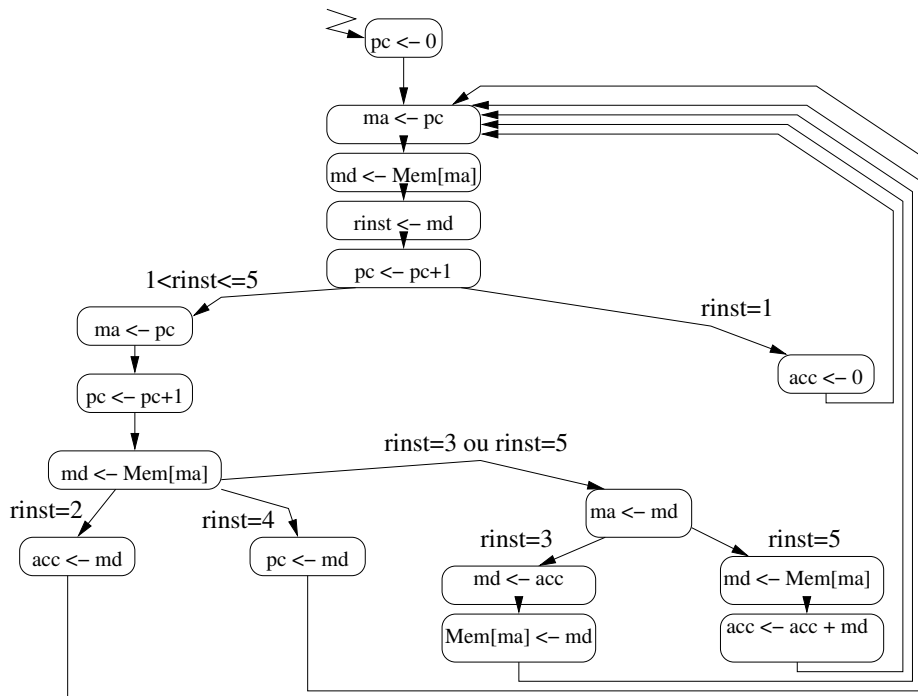 pc <- 0
ma <- pc
md <- Mem[ma]
rinst <- md
pc <- pc+1
1<rinst<=5
rinst=1
ma <- pc
acc <- 0
pc <- pc+1
rinst=3 ou rinst=5
md <- Mem[ma]
rinst=2
rinst=4
ma <- md
rinst=3
rinst=5
acc <- md
pc <- md
md <- acc
md <- Mem[ma]
Mem[ma] <- md
acc <- acc + md